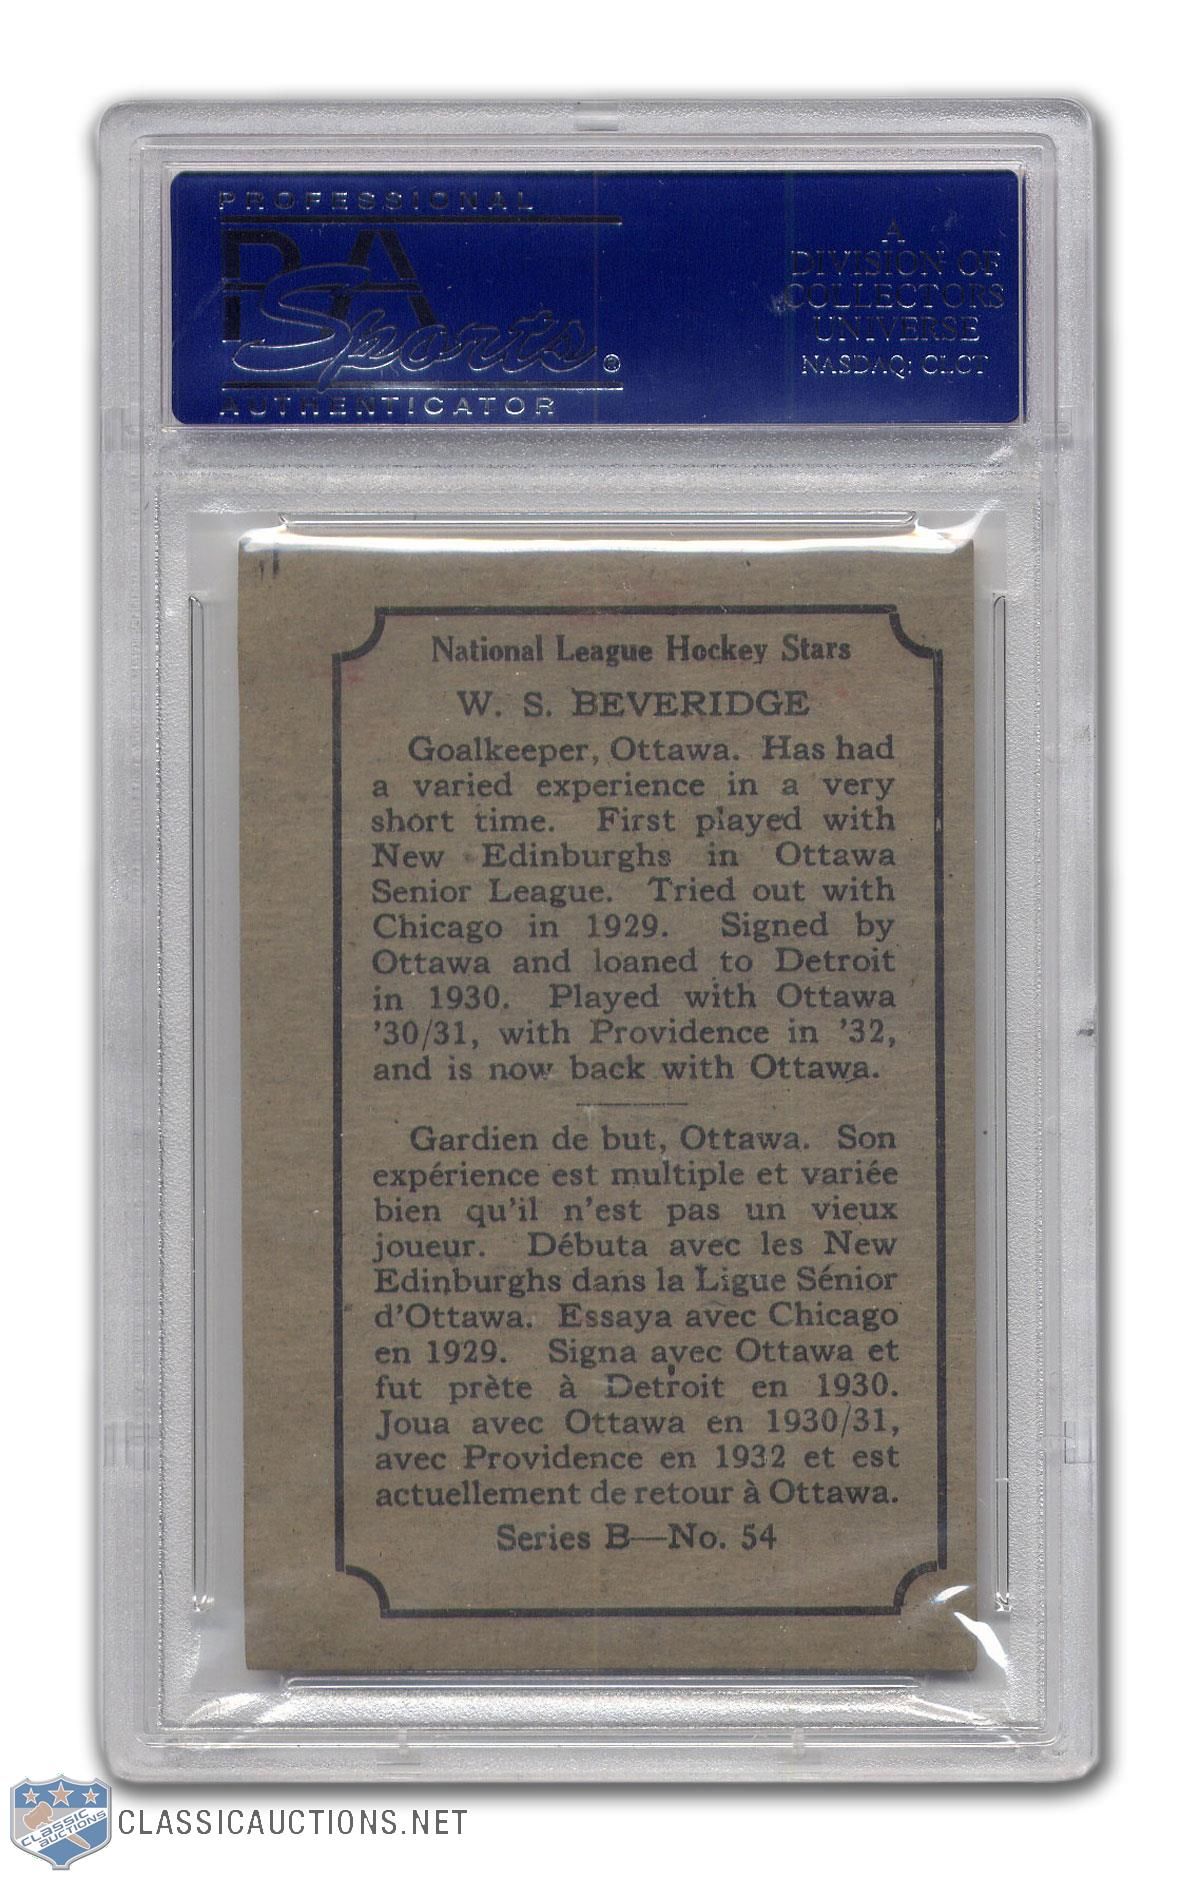 PROFESSIONAL
PSA
Sports®
AUTHENTICATOR
A
DIVISION OF
COLLECTORS
UNIVERSE
NASDAQ: CLCT
National League Hockey Stars
W. S. BEVERIDGE
Goalkeeper, Ottawa. Has had
a varied experience in a very
short time. First played with
New Edinburghs in Ottawa
Senior League. Tried out with
Chicago in 1929. Signed by
Ottawa and loaned to Detroit
in 1930. Played with Ottawa
'30/31, with Providence in '32,
and is now back with Ottawa.
Gardien de but, Ottawa. Son
expérience est multiple et variée
bien qu'il n'est pas un vieux
joueur. Débuta avec les New
Edinburghs dans la Ligue Sénior
d'Ottawa. Essaya avec Chicago
en 1929. Signa avec Ottawa et
fut prète à Detroit en 1930.
Joua avec Ottawa en 1930/31,
avec Providence en 1932 et est
actuellement de retour à Ottawa.
Series B—No. 54
CLASSIC
AUCTIONS
CLASSICAUCTIONS.NET